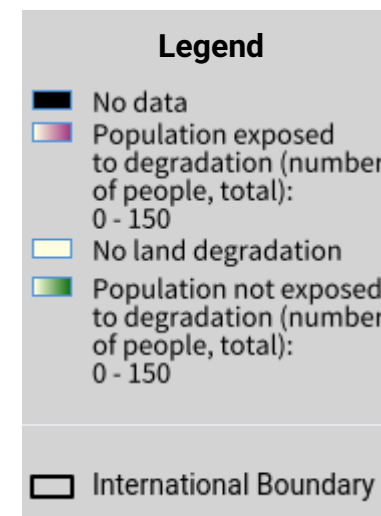 Legend
No data
Population exposed
to degradation (number
of people, total):
0 - 150
No land degradation
Population not exposed
to degradation (number
of people, total):
0 - 150
International Boundary